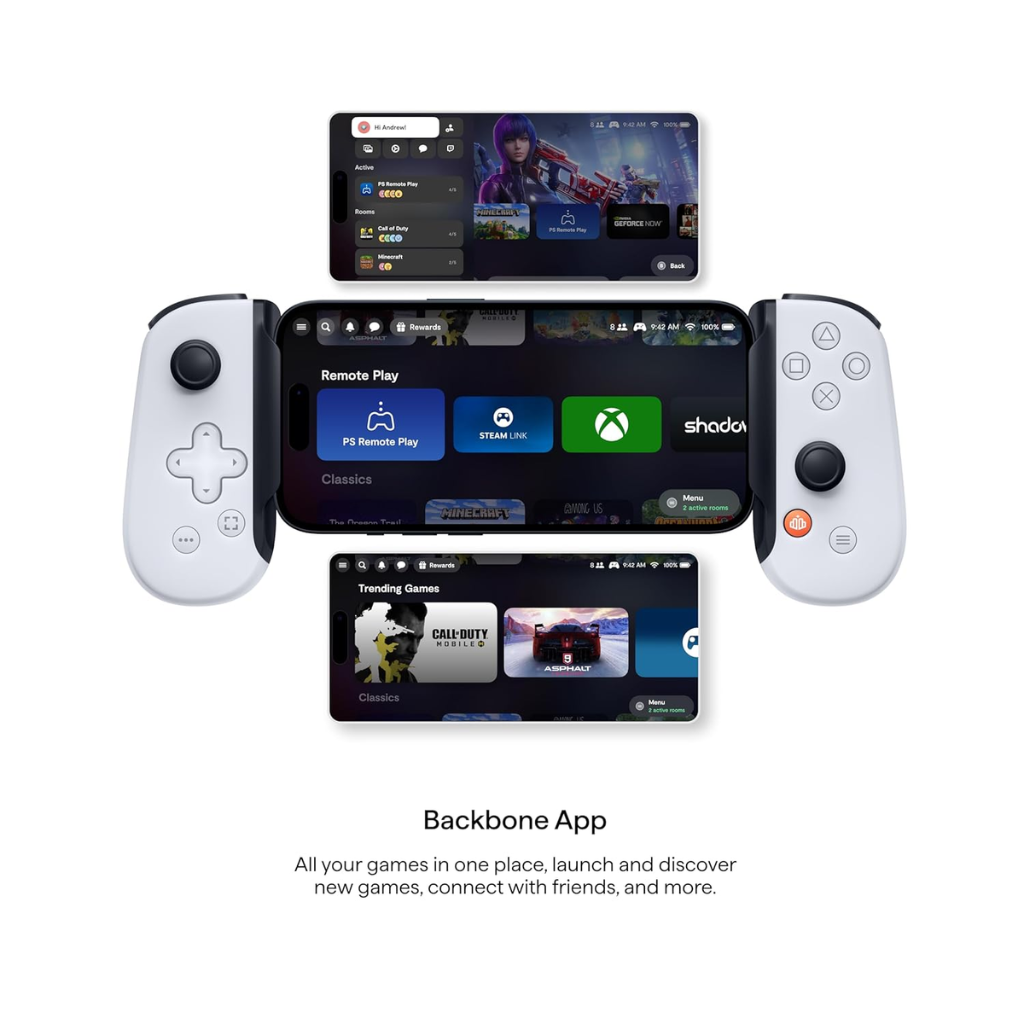 Hi Andrew!
8 9:42 AM 100%
Active
PS Remote Play
4/5
Rooms
Call of Duty
4/5
Minecraft
2/5
MINECRAFT
PS Remote Play
NVIDIA
GEFORCE NOW
Back
Rewards
8 9:42 AM 100%
ASPHALT
CALL OF DUTY
MOBILE
Remote Play
PS Remote Play
STEAM LINK
shadow
Classics
Menu
2 active rooms
The Oregon Trail
MINECRAFT
AMONG US
Rewards
8 9:42 AM 100%
Trending Games
CALL OF DUTY
MOBILE
9
ASPHALT
Classics
Menu
2 active rooms
MINECRAFT
AMONG US
Backbone App
All your games in one place, launch and discover
new games, connect with friends, and more.